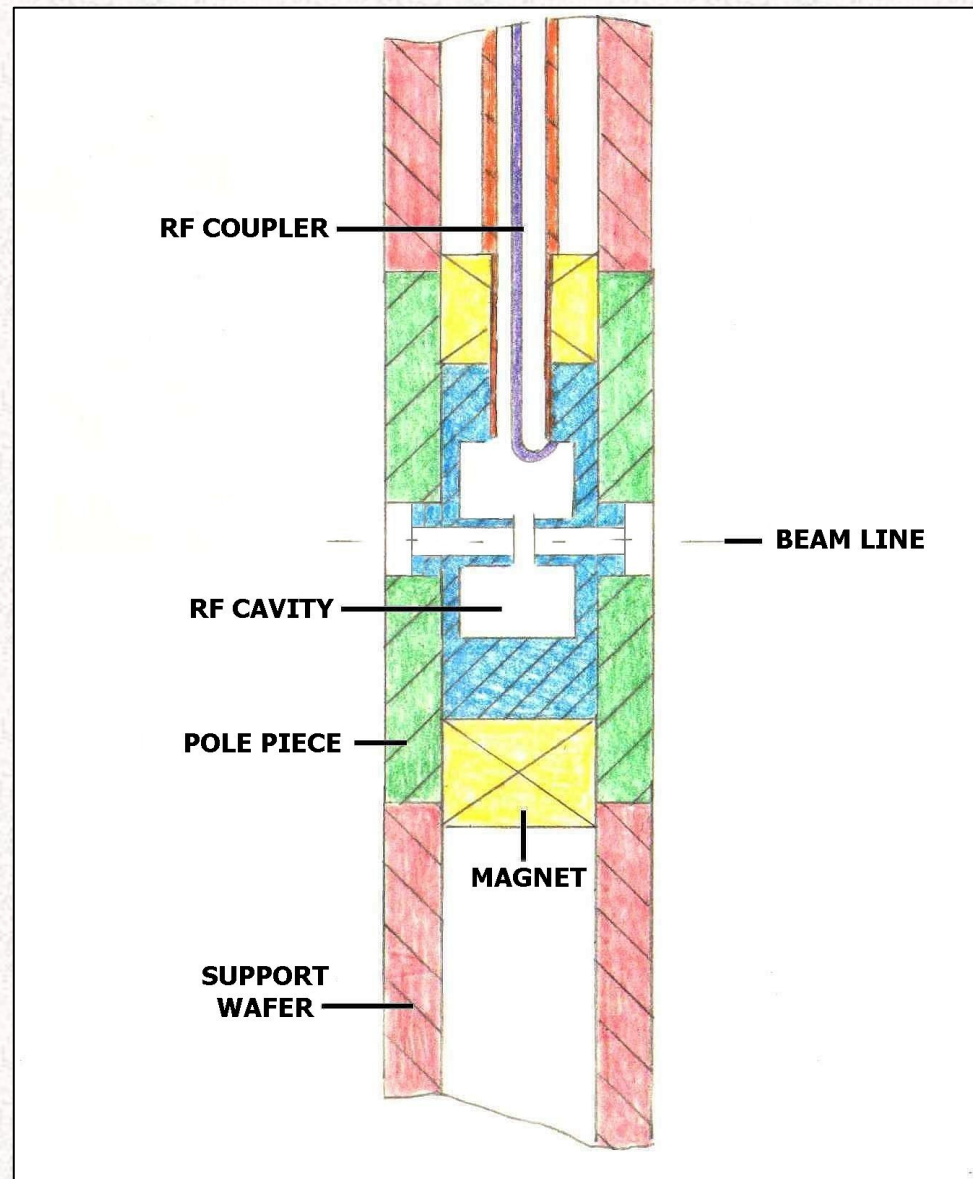 RF COUPLER
BEAM LINE
RF CAVITY
POLE PIECE
MAGNET
SUPPORT
WAFER